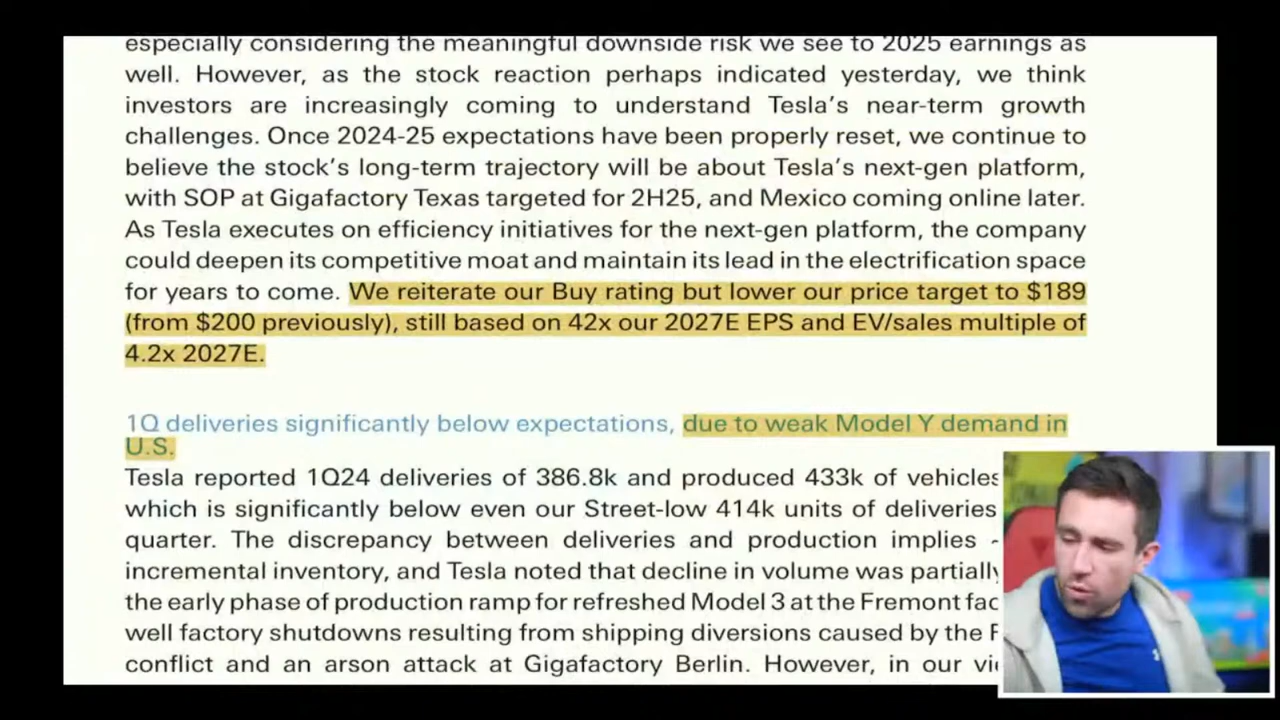 especially considering the meaningful downside risk we see to 2025 earnings as
well. However, as the stock reaction perhaps indicated yesterday, we think
investors are increasingly coming to understand Tesla's near-term growth
challenges. Once 2024-25 expectations have been properly reset, we continue to
believe the stock's long-term trajectory will be about Tesla's next-gen platform,
with SOP at Gigafactory Texas targeted for 2H25, and Mexico coming online later.
As Tesla executes on efficiency initiatives for the next-gen platform, the company
could deepen its competitive moat and maintain its lead in the electrification space
for years to come. We reiterate our Buy rating but lower our price target to $189
(from $200 previously), still based on 42x our 2027E EPS and EV/sales multiple of
4.2x 2027E.
1Q deliveries significantly below expectations, due to weak Model Y demand in
U.S.
Tesla reported 1Q24 deliveries of 386.8k and produced 433k of vehicles
which is significantly below even our Street-low 414k units of deliveries
quarter. The discrepancy between deliveries and production implies
incremental inventory, and Tesla noted that decline in volume was partially
the early phase of production ramp for refreshed Model 3 at the Fremont
well factory shutdowns resulting from shipping diversions caused by the
conflict and an arson attack at Gigafactory Berlin. However, in our